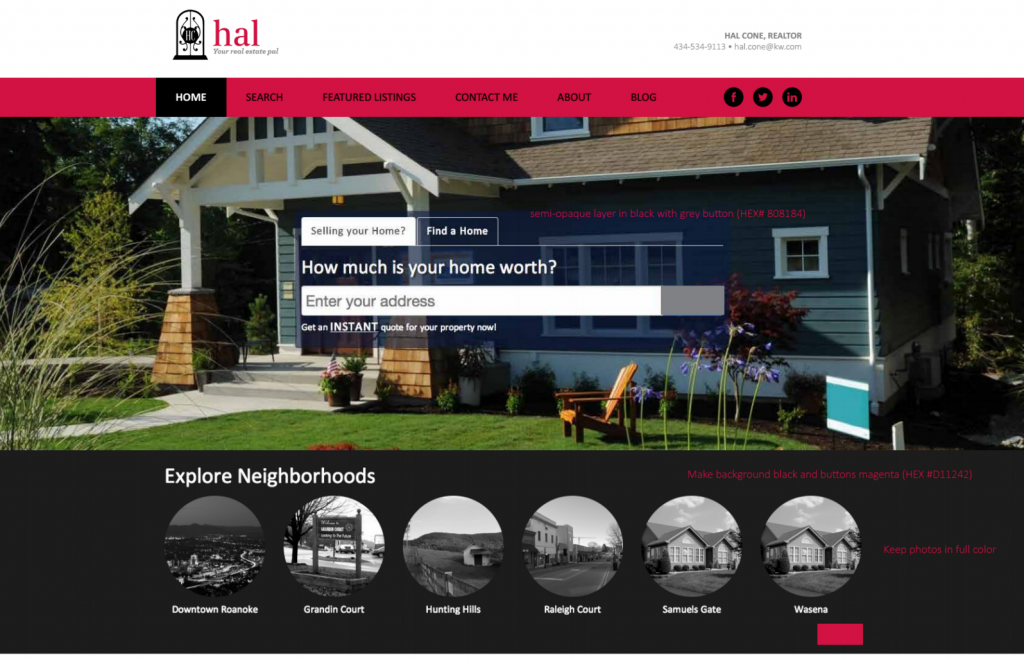 HC
hal
Your real estate pal
HAL CONE, REALTOR
434-534-9113 • hal.cone@kw.com
HOME SEARCH FEATURED LISTINGS CONTACT ME ABOUT BLOG
semi-opaque layer in black with grey button (HEX# 808184)
Selling your Home? Find a Home
How much is your home worth?
Enter your address
Get an INSTANT quote for your property now!
Explore Neighborhoods
Make background black and buttons magenta (HEX #D11242)
Keep photos in full color
Downtown Roanoke Grandin Court Hunting Hills Raleigh Court Samuels Gate Wasena